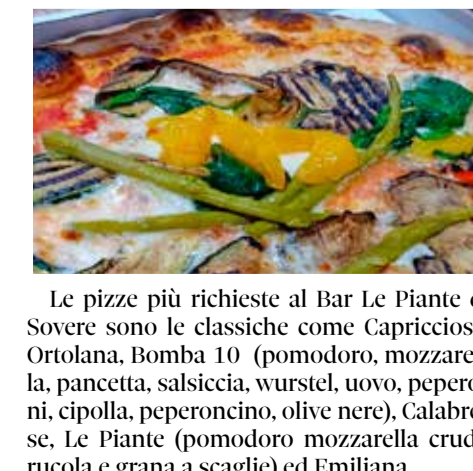 Le pizze più richieste al Bar Le Piante
Sovere sono le classiche come Capriccios
Ortolana, Bomba 10 (pomodoro, mozzare
la, pancetta, salsiccia, wurstel, uovo, pepero
ni, cipolla, peperoncino, olive nere), Calabre
se, Le Piante (pomodoro mozzarella crud
rucola e grana a scaglie) ed Emiliana